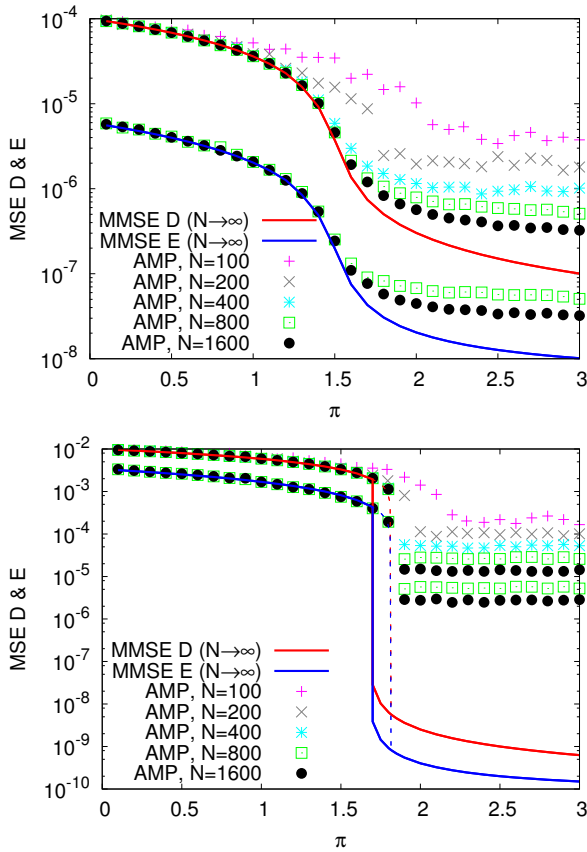 MSE D & E
10^-4
10^-5
10^-6
10^-7
10^-8
MMSE D (N→∞)
MMSE E (N→∞)
AMP, N=100
AMP, N=200
AMP, N=400
AMP, N=800
AMP, N=1600
0 0.5 1 1.5 2 2.5 3
π
MSE D & E
10^-2
10^-3
10^-4
10^-5
10^-6
10^-7
10^-8
10^-9
10^-10
MMSE D (N→∞)
MMSE E (N→∞)
AMP, N=100
AMP, N=200
AMP, N=400
AMP, N=800
AMP, N=1600
0 0.5 1 1.5 2 2.5 3
π